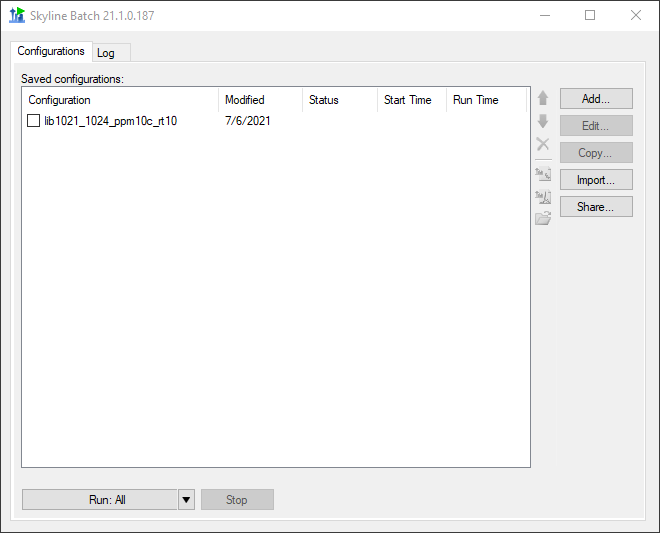 Skyline Batch 21.1.0.187
Configurations Log
Saved configurations:
Configuration Modified Status Start Time Run Time
lib1021_1024_ppm10c_rt10 7/6/2021
Add...
Edit...
Copy...
Import...
Share...
Run: All Stop